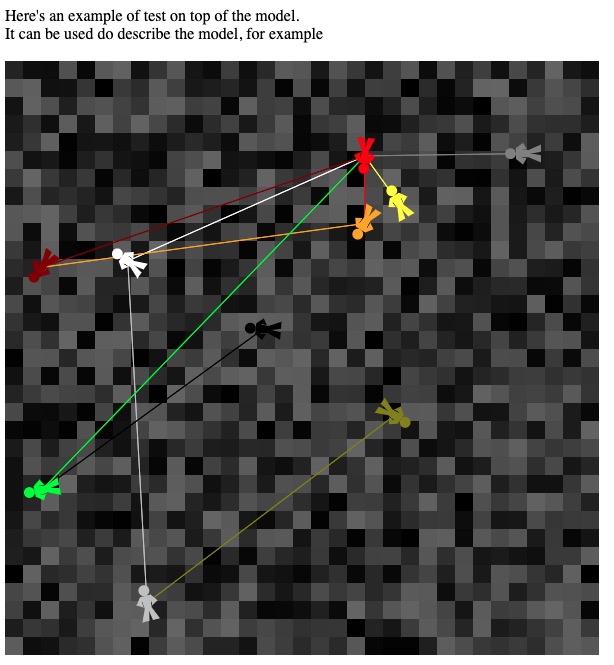 Here's an example of test on top of the model.
It can be used do describe the model, for example